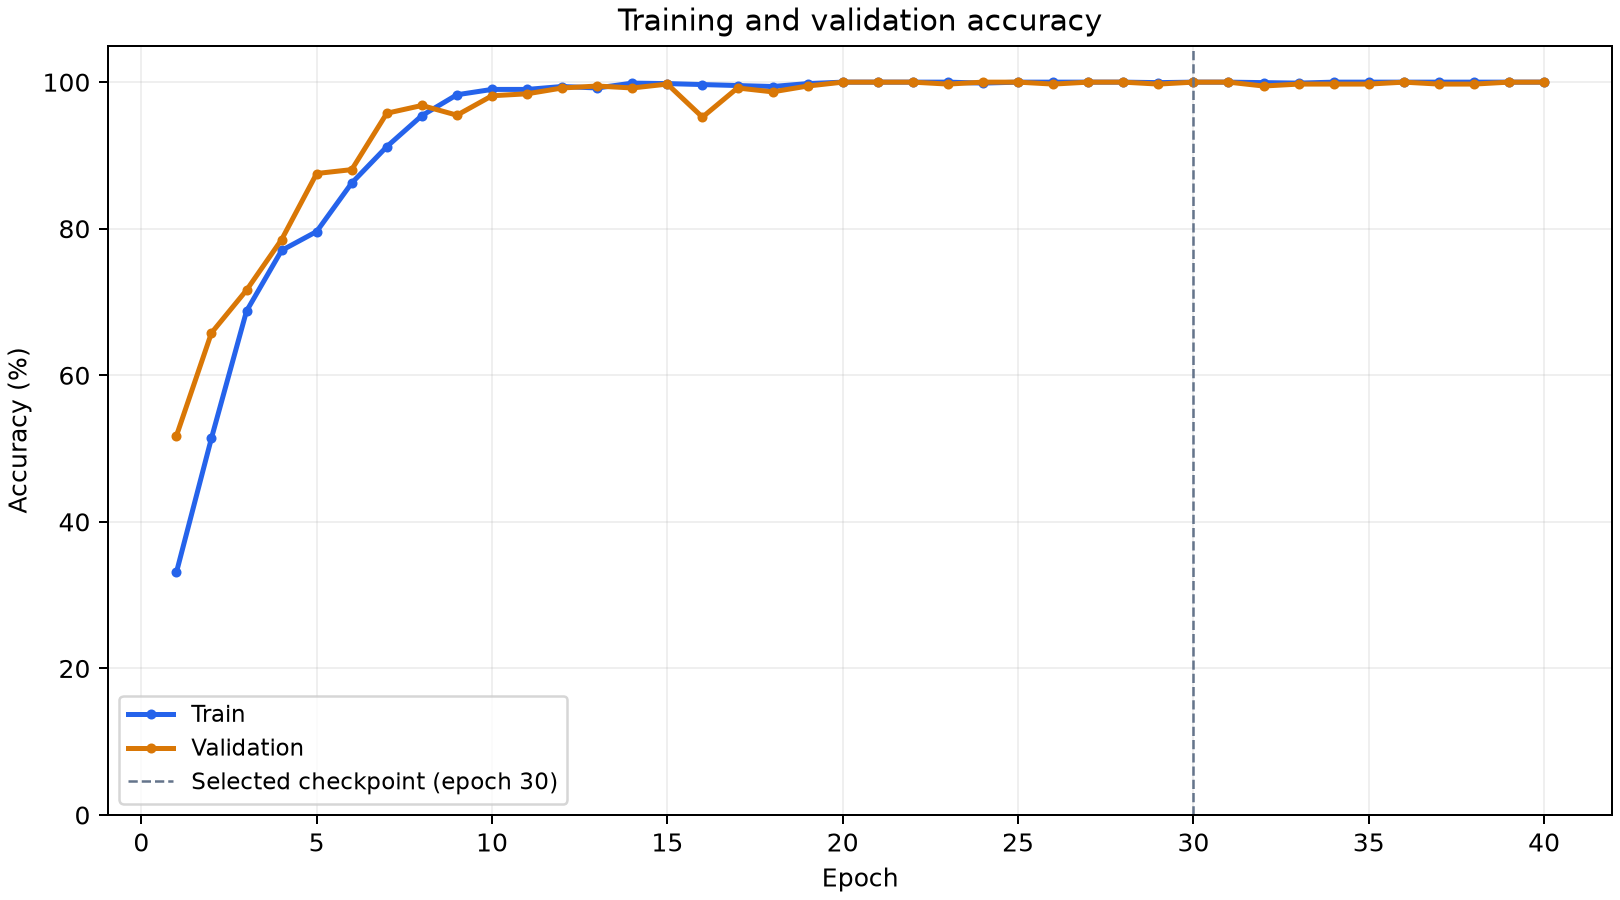 Training and validation accuracy
100
80
60
40
20
0
Accuracy (%)
Train
Validation
Selected checkpoint (epoch 30)
0 5 10 15 20 25 30 35 40
Epoch